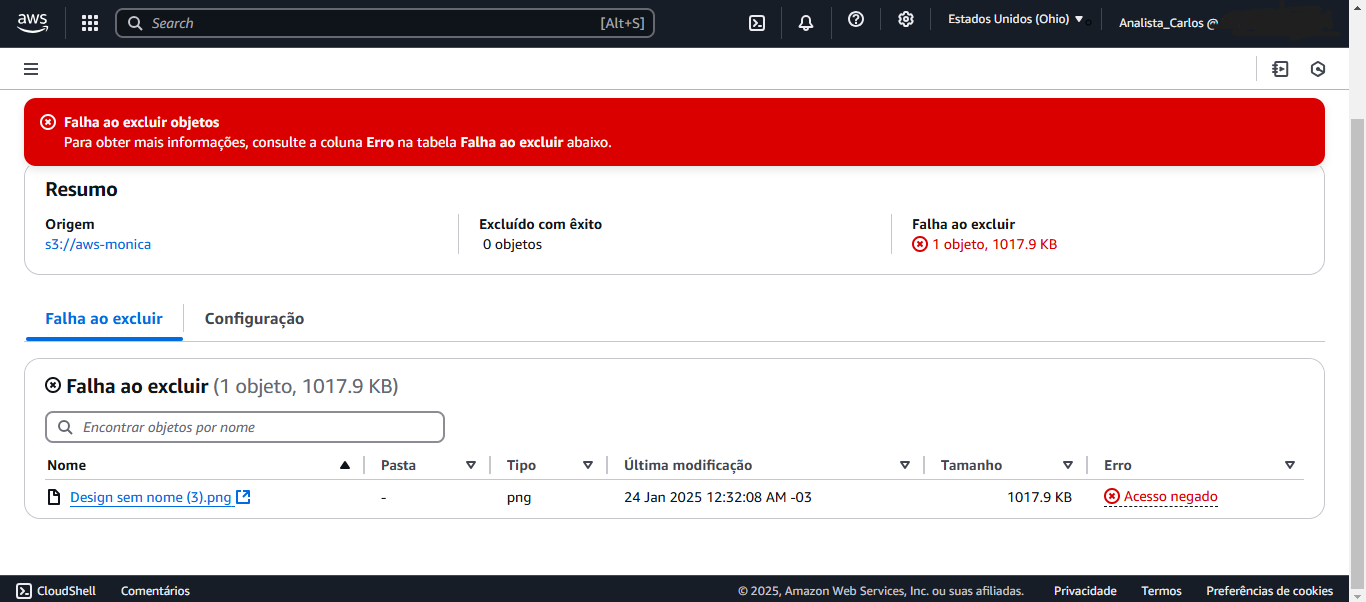 aws
Search [Alt+S]
Estados Unidos (Ohio)
Analista_Carlos @
Falha ao excluir objetos
Para obter mais informações, consulte a coluna Erro na tabela Falha ao excluir abaixo.
Resumo
Origem
s3://aws-monica
Excluído com êxito
0 objetos
Falha ao excluir
1 objeto, 1017.9 KB
Falha ao excluir
Configuração
Falha ao excluir (1 objeto, 1017.9 KB)
Encontrar objetos por nome
Nome Pasta Tipo Última modificação Tamanho Erro
Design sem nome (3).png - png 24 Jan 2025 12:32:08 AM -03 1017.9 KB Acesso negado
CloudShell Comentários © 2025, Amazon Web Services, Inc. ou suas afiliadas. Privacidade Termos Preferências de cookies